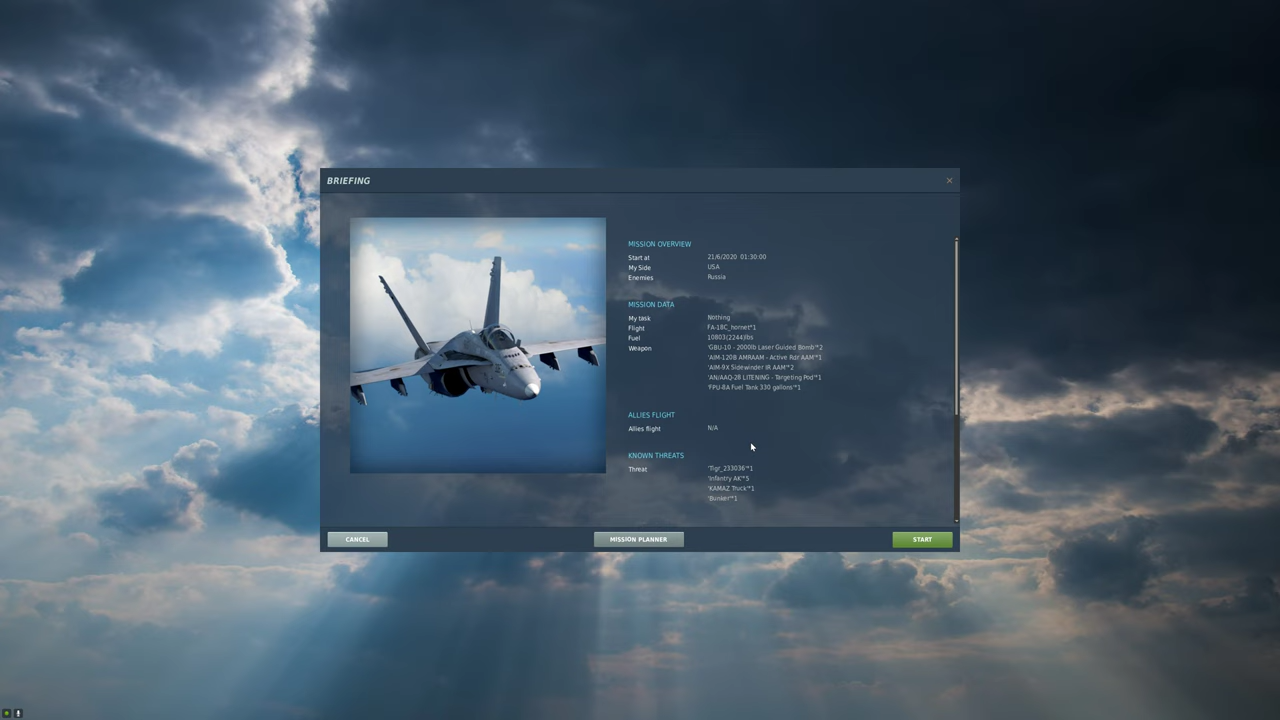 BRIEFING
MISSION OVERVIEW
Start at 21/6/2020 01:30:00
My Side USA
Enemies Russia
MISSION DATA
My task Nothing
Flight FA-18C_hornet*1
Fuel 10803(2244)lbs
Weapon 'GBU-10 - 2000lb Laser Guided Bomb'*2
'AIM-120B AMRAAM - Active Rdr AAM'*1
'AIM-9X Sidewinder IR AAM'*2
'AN/AAQ-28 LITENING - Targeting Pod'*1
'FPU-8A Fuel Tank 330 gallons'*1
ALLIES FLIGHT
Allies flight N/A
KNOWN THREATS
Threat 'Tigr_233036'*1
'Infantry AK'*5
'KAMAZ Truck'*1
'Bunker'*1
CANCEL MISSION PLANNER START